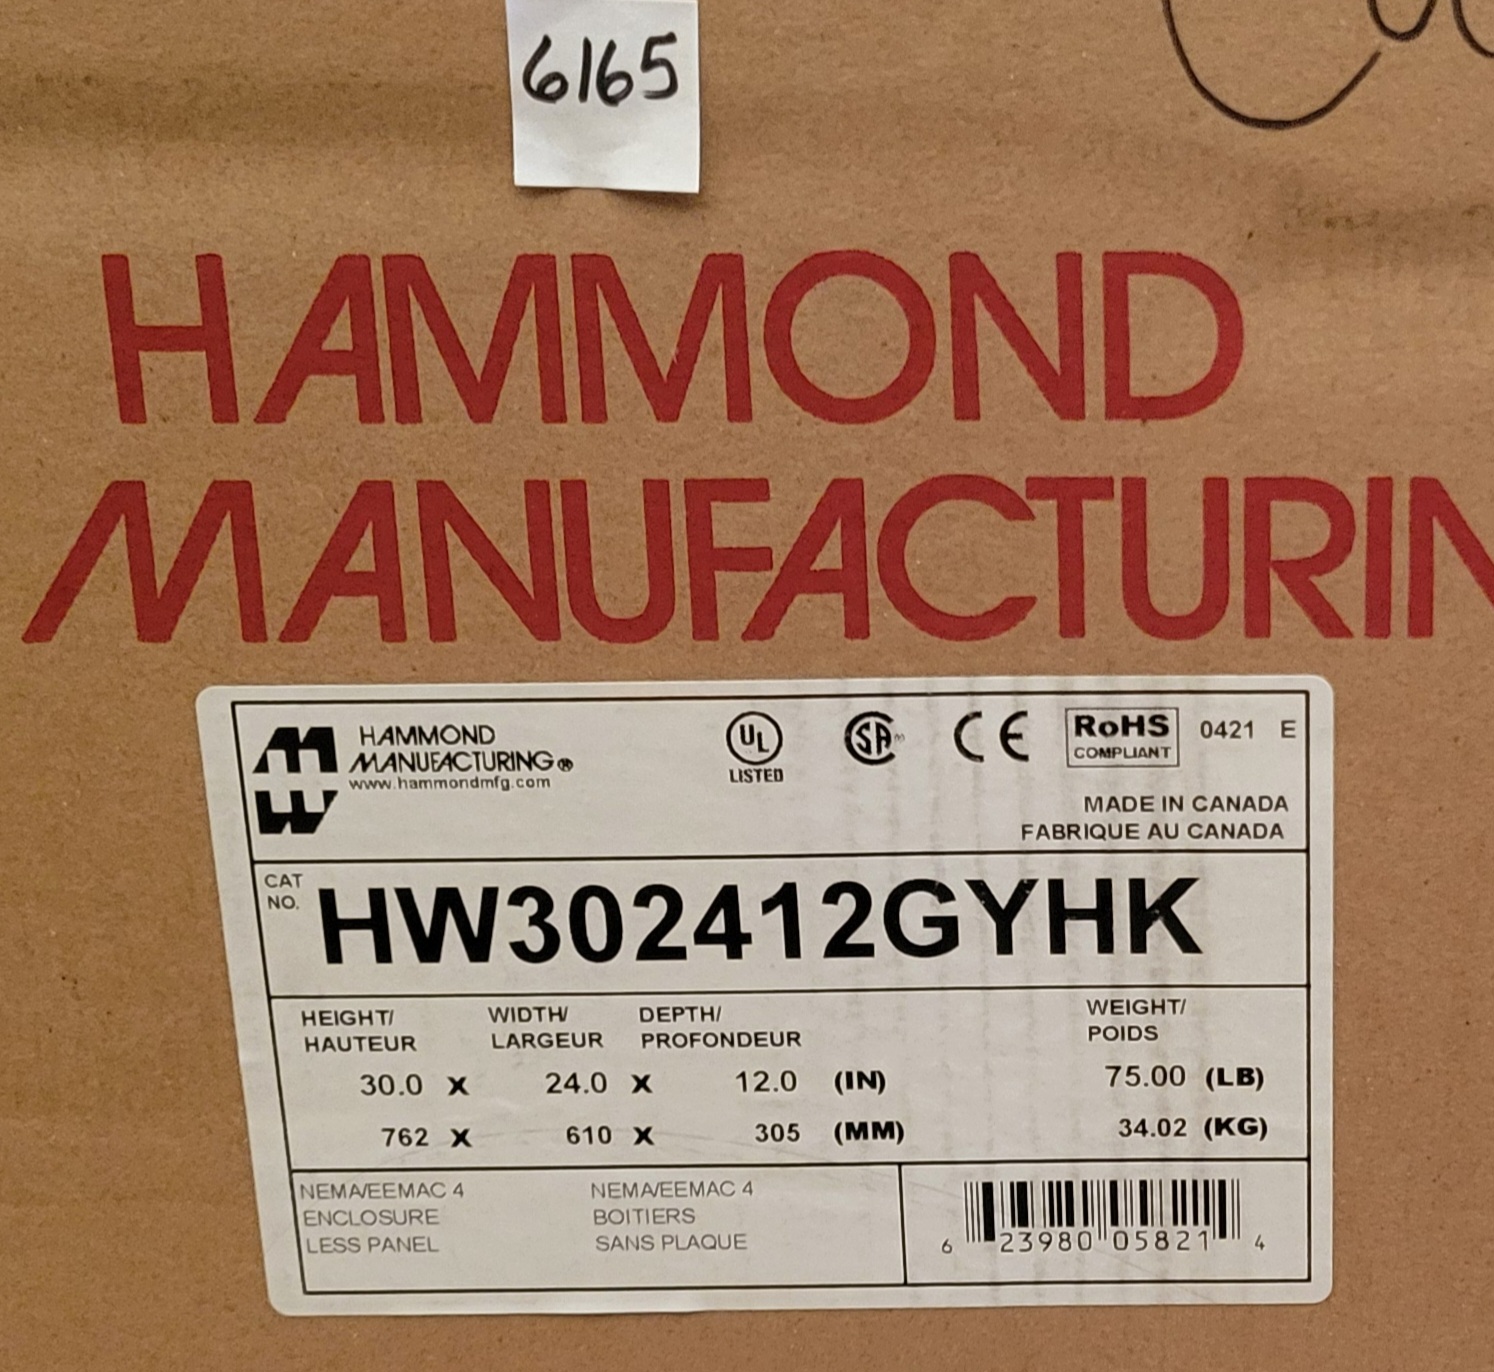 6165
HAMMOND
MANUFACTURIN
HAMMOND
MANUFACTURING®
www.hammondmfg.com
UL
LISTED
SA
CE
RoHS
COMPLIANT
0421 E
MADE IN CANADA
FABRIQUE AU CANADA
CAT
NO.
HW302412GYHK
HEIGHT/ WIDTH/ DEPTH/ WEIGHT/
HAUTEUR LARGEUR PROFONDEUR POIDS
30.0 X 24.0 X 12.0 (IN) 75.00 (LB)
762 X 610 X 305 (MM) 34.02 (KG)
NEMA/EEMAC 4
ENCLOSURE
LESS PANEL
NEMA/EEMAC 4
BOITIERS
SANS PLAQUE
6 23980 05821 4